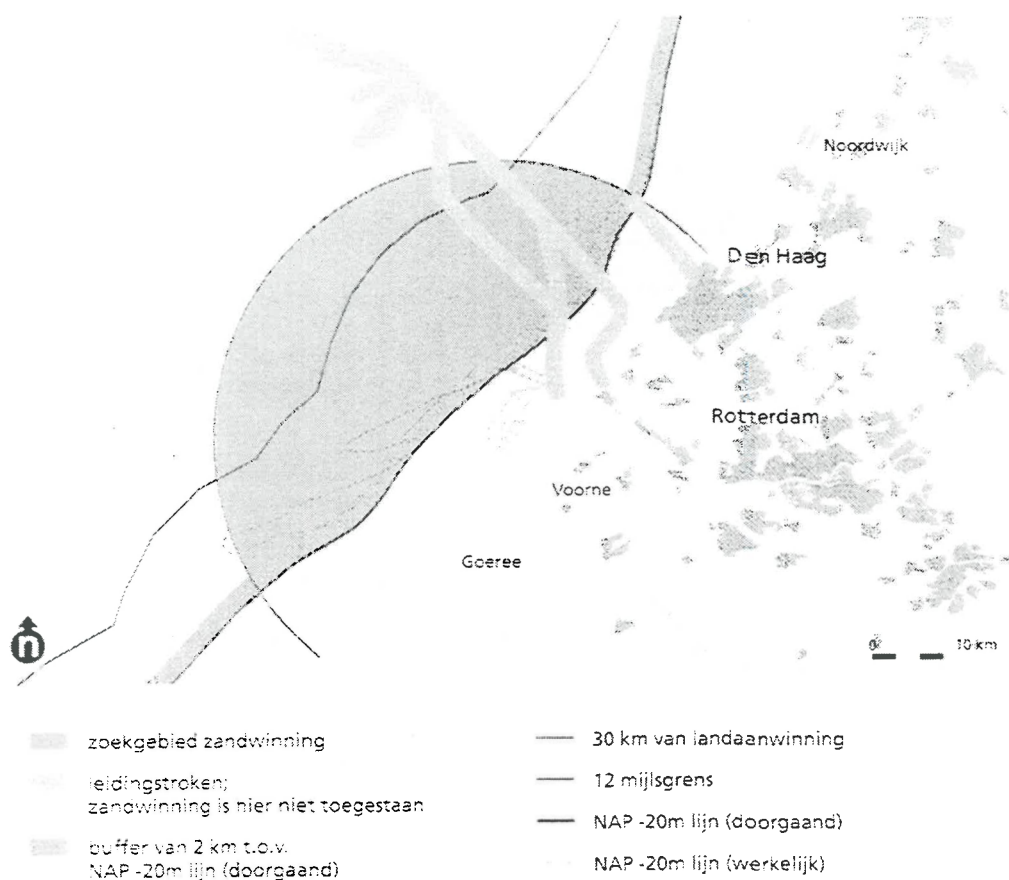 Noordwijk
Den Haag
Rotterdam
Voorne
Goeree
n
0 10 km
zoekgebied zandwinning
leidingstroken;
zandwinning is hier niet toegestaan
buffer van 2 km t.o.v.
NAP -20m lijn (doorgaand)
30 km van landaanwinning
12 mijlsgrens
NAP -20m lijn (doorgaand)
NAP -20m lijn (werkelijk)